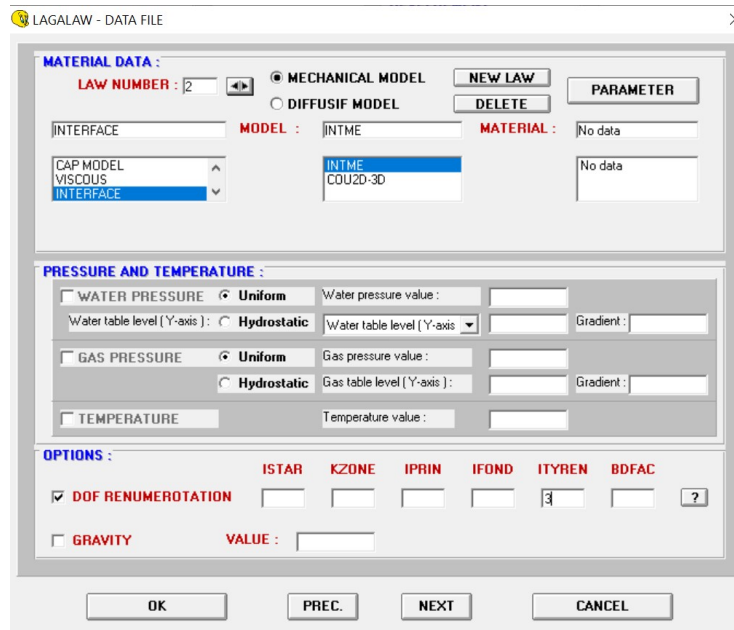 LAGALAW - DATA FILE
MATERIAL DATA :
LAW NUMBER : 2
MECHANICAL MODEL
NEW LAW
PARAMETER
DIFFUSIF MODEL
DELETE
INTERFACE MODEL : INTME MATERIAL : No data
CAP MODEL
VISCOUS
INTERFACE
INTME
COU2D-3D
No data
PRESSURE AND TEMPERATURE :
WATER PRESSURE Uniform Water pressure value :
Water table level ( Y-axis ) : Hydrostatic Water table level ( Y-axis Gradient :
GAS PRESSURE Uniform Gas pressure value :
Hydrostatic Gas table level ( Y-axis ) : Gradient :
TEMPERATURE Temperature value :
OPTIONS :
ISTAR KZONE IPRIN IFOND ITYREN BDFAC
DOF RENUMEROTATION 3 ?
GRAVITY VALUE :
OK PREC. NEXT CANCEL